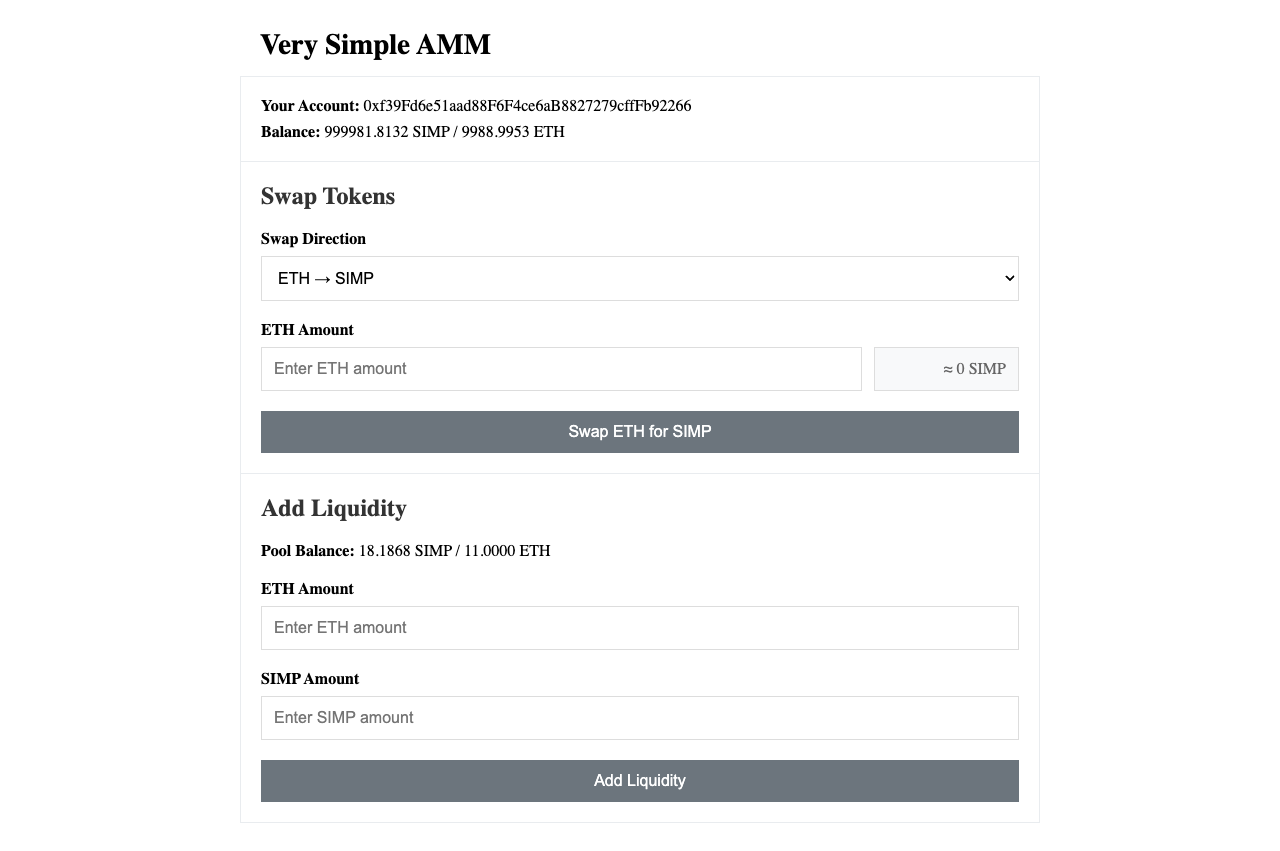 Very Simple AMM
Your Account: 0xf39Fd6e51aad88F6F4ce6aB8827279cffFb92266
Balance: 999981.8132 SIMP / 9988.9953 ETH
Swap Tokens
Swap Direction
ETH → SIMP
ETH Amount
Enter ETH amount
≈ 0 SIMP
Swap ETH for SIMP
Add Liquidity
Pool Balance: 18.1868 SIMP / 11.0000 ETH
ETH Amount
Enter ETH amount
SIMP Amount
Enter SIMP amount
Add Liquidity